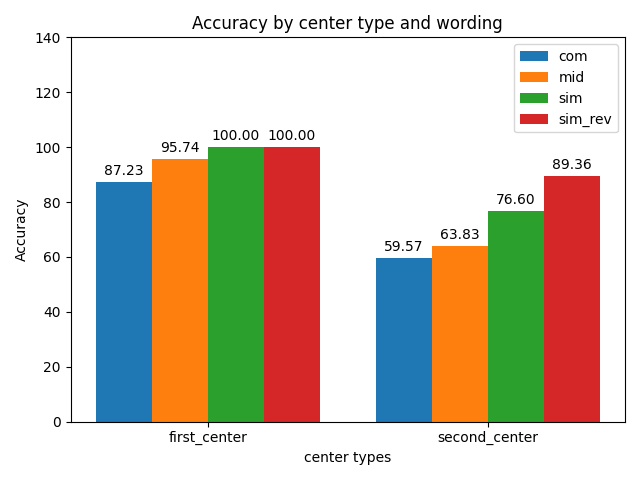 Accuracy by center type and wording
140
120
100
80
60
40
20
0
Accuracy
com
mid
sim
sim_rev
87.23
95.74
100.00
100.00
59.57
63.83
76.60
89.36
first_center
second_center
center types